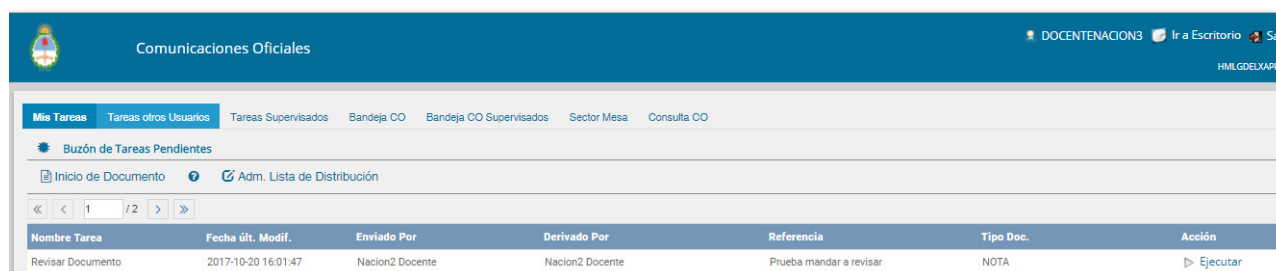 DOCENTENACION3 Ir a Escritorio
Comunicaciones Oficiales
Mis Tareas Tareas otros Usuarios Tareas Supervisados Bandeja CO Bandeja CO Supervisados Sector Mesa Consulta CO
Buzón de Tareas Pendientes
Inicio de Documento Adm. Lista de Distribución
1 / 2
Nombre Tarea Fecha últ. Modif. Enviado Por Derivado Por Referencia Tipo Doc. Acción
Revisar Documento 2017-10-20 16:01:47 Nacion2 Docente Nacion2 Docente Prueba mandar a revisar NOTA Ejecutar